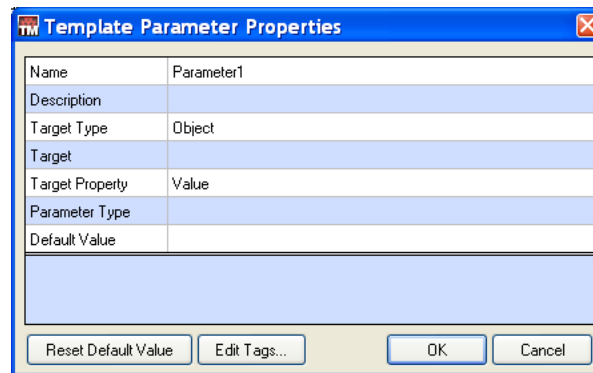 TM Template Parameter Properties
Name Parameter1
Description
Target Type Object
Target
Target Property Value
Parameter Type
Default Value
Reset Default Value Edit Tags... OK Cancel